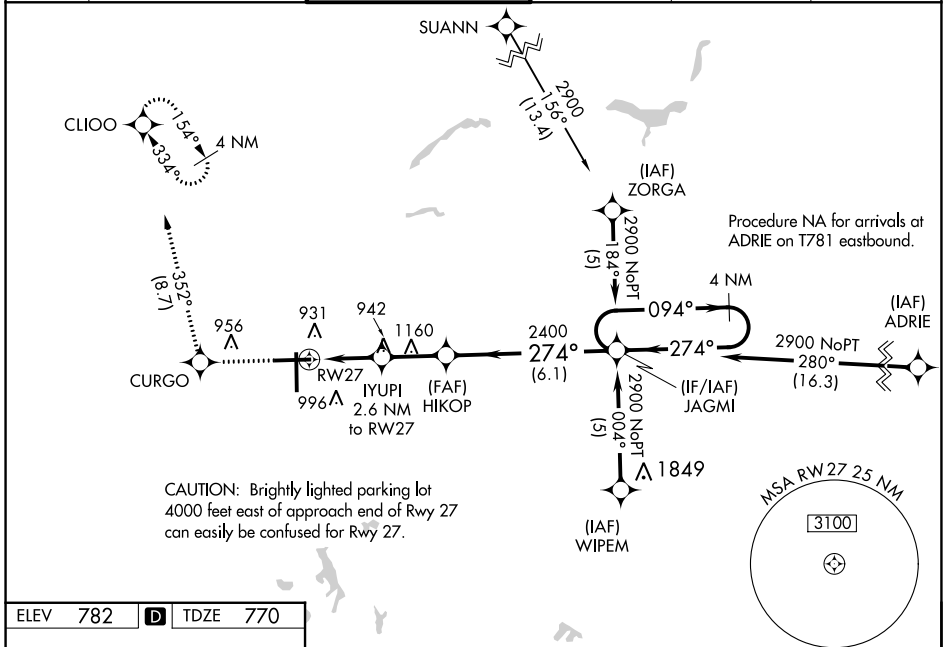 SUANN
2900
156°
(13.4)
CLIOO
154°
334°
4 NM
(IAF)
ZORGA
Procedure NA for arrivals at
ADRIE on T781 eastbound.
2900 NoPT
184°
(5)
4 NM
094°
352°
(8.7)
(IAF)
ADRIE
956
931
942
1160
2400
274°
(6.1)
274°
2900 NoPT
280°
(16.3)
CURGO
RW27
996
IYUPI
2.6 NM
to RW27
(FAF)
HIKOP
(IF/IAF)
JAGMI
2900 NoPT
004°
(5)
1849
(IAF)
WIPEM
CAUTION: Brightly lighted parking lot
4000 feet east of approach end of Rwy 27
can easily be confused for Rwy 27.
MSA RW27 25 NM
3100
ELEV 782 D TDZE 770